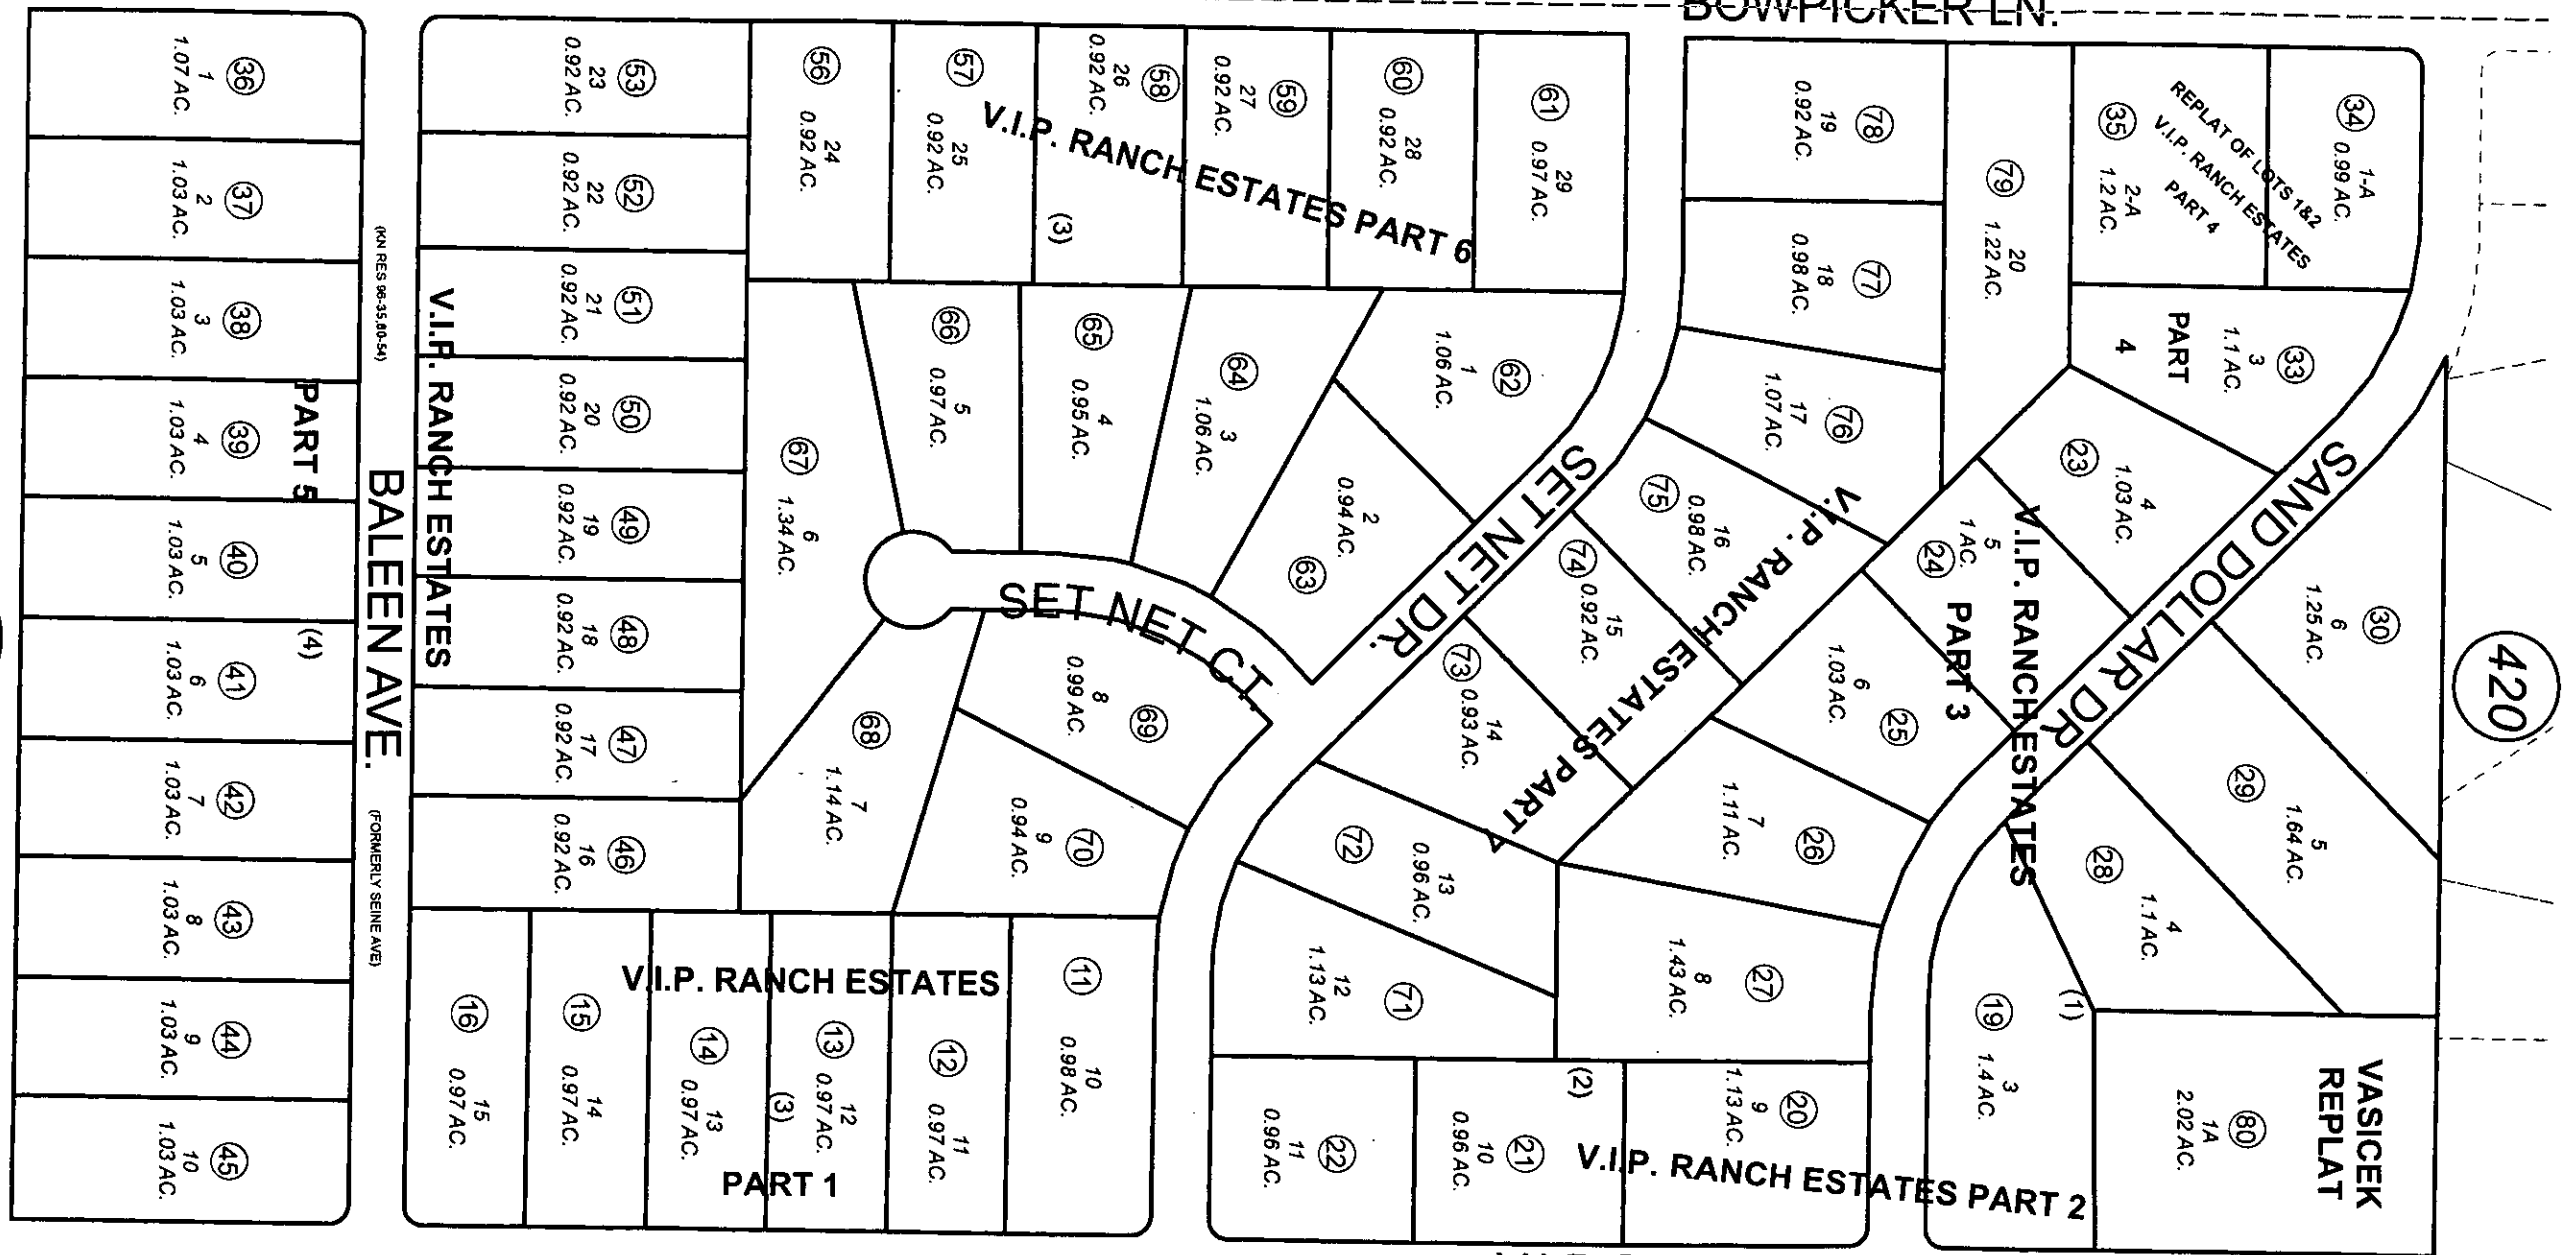 BOWPICKER LN.
36
1
1.07 AC.
37
2
1.03 AC.
38
3
1.03 AC.
39
4
1.03 AC.
40
5
1.03 AC.
41
6
1.03 AC.
42
7
1.03 AC.
43
8
1.03 AC.
44
9
1.03 AC.
45
10
1.03 AC.
PART 5
(4)
(KN RES 96-35,80-54)
BALEEN AVE.
(FORMERLY SEINE AVE)
V.I.P. RANCH ESTATES
53
23
0.92 AC.
52
22
0.92 AC.
51
21
0.92 AC.
50
20
0.92 AC.
49
19
0.92 AC.
48
18
0.92 AC.
47
17
0.92 AC.
46
16
0.92 AC.
56
24
0.92 AC.
57
25
0.92 AC.
58
26
0.92 AC.
59
27
0.92 AC.
60
28
0.92 AC.
61
29
0.97 AC.
V.I.P. RANCH ESTATES PART 6
(3)
62
1
1.06 AC.
63
2
0.94 AC.
64
3
1.06 AC.
65
4
0.95 AC.
66
5
0.97 AC.
67
6
1.34 AC.
68
7
1.14 AC.
69
8
0.99 AC.
70
9
0.94 AC.
SET NET CT.
SET NET DR.
11
10
0.98 AC.
12
11
0.97 AC.
13
12
0.97 AC.
14
13
0.97 AC.
15
14
0.97 AC.
16
15
0.97 AC.
(3)
V.I.P. RANCH ESTATES
PART 1
78
19
0.92 AC.
77
18
0.98 AC.
76
17
1.07 AC.
75
16
0.98 AC.
74
15
0.92 AC.
73
14
0.93 AC.
72
13
0.96 AC.
71
12
1.13 AC.
79
20
1.22 AC.
V.I.P. RANCH ESTATES PART
34
1-A
0.99 AC.
35
2-A
1.2 AC.
REPLAT OF LOTS 1&2
V.I.P. RANCH ESTATES
PART 4
33
3
1.1 AC.
PART
4
23
4
1.03 AC.
24
5
1 AC.
25
6
1.03 AC.
26
7
1.11 AC.
27
8
1.43 AC.
V.I.P. RANCH ESTATES
PART 3
SAND DOLLAR DR
30
6
1.25 AC.
29
5
1.64 AC.
28
4
1.1 AC.
19
3
1.4 AC.
(1)
80
1A
2.02 AC.
VASICEK
REPLAT
20
9
1.13 AC.
21
10
0.96 AC.
22
11
0.96 AC.
(2)
V.I.P. RANCH ESTATES PART 2
420